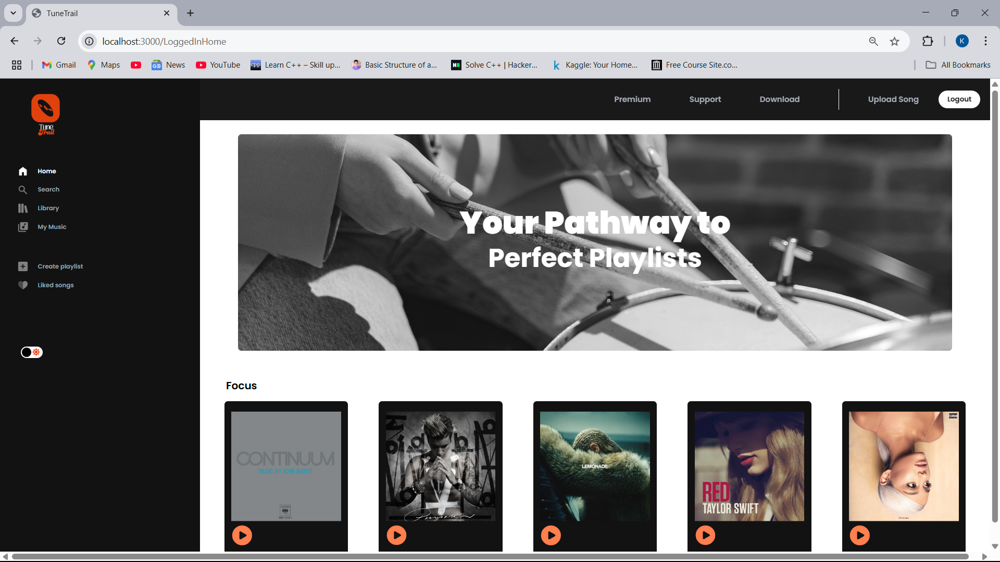 TuneTrail
localhost:3000/LoggedInHome
K
Gmail
Maps
News
YouTube
Learn C++ – Skill up...
Basic Structure of a...
Solve C++ | Hacker...
Kaggle: Your Home...
Free Course Site.co...
All Bookmarks
Tune
Trail
Premium
Support
Download
Upload Song
Logout
Home
Search
Library
My Music
Create playlist
Liked songs
Your Pathway to
Perfect Playlists
Focus
CONTINUUM
MUSIC BY JOHN MAYER
Purpose
LEMONADE
RED
TAYLOR SWIFT